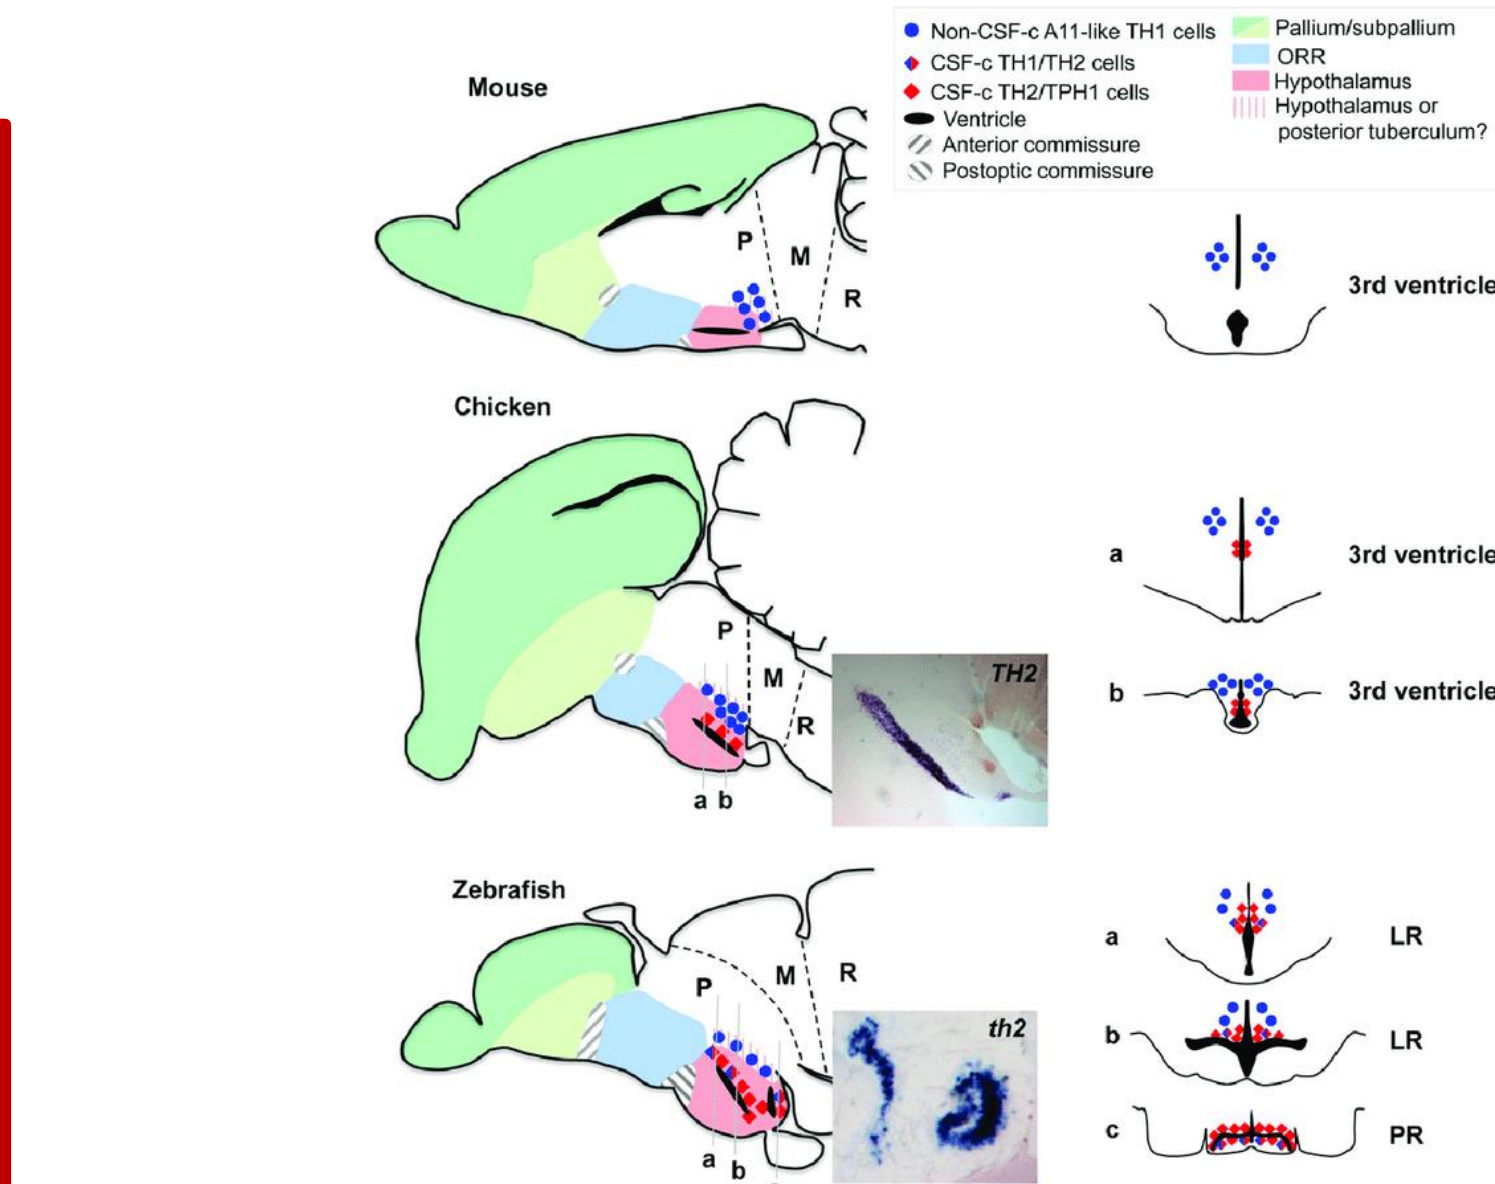 Non-CSF-c A11-like TH1 cells
CSF-c TH1/TH2 cells
CSF-c TH2/TPH1 cells
Ventricle
Anterior commissure
Postoptic commissure
Pallium/subpallium
ORR
Hypothalamus
Hypothalamus or
posterior tuberculum?
Mouse
P
M
R
3rd ventricle
Chicken
P
M
R
a b
TH2
a
3rd ventricle
b
3rd ventricle
Zebrafish
P
M
R
a
b
th2
a
LR
b
LR
c
PR